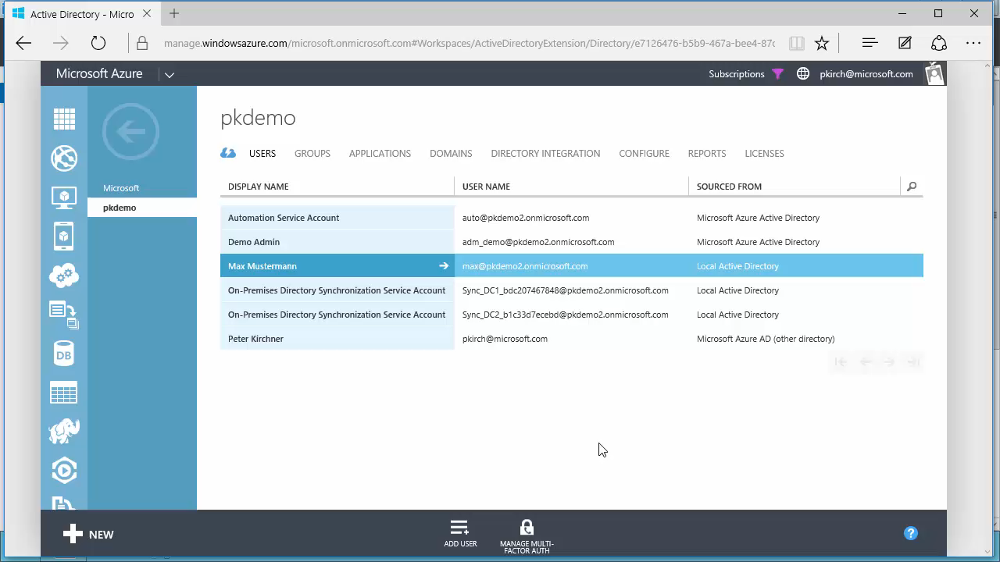 Active Directory - Micro
manage.windowsazure.com/microsoft.onmicrosoft.com#Workspaces/ActiveDirectoryExtension/Directory/e7126476-b5b9-467a-bee4-87c
Microsoft Azure
Subscriptions
pkirch@microsoft.com
pkdemo
USERS GROUPS APPLICATIONS DOMAINS DIRECTORY INTEGRATION CONFIGURE REPORTS LICENSES
Microsoft
pkdemo
DISPLAY NAME USER NAME SOURCED FROM
Automation Service Account auto@pkdemo2.onmicrosoft.com Microsoft Azure Active Directory
Demo Admin adm_demo@pkdemo2.onmicrosoft.com Microsoft Azure Active Directory
Max Mustermann max@pkdemo2.onmicrosoft.com Local Active Directory
On-Premises Directory Synchronization Service Account Sync_DC1_bdc207467848@pkdemo2.onmicrosoft.com Local Active Directory
On-Premises Directory Synchronization Service Account Sync_DC2_b1c33d7ecebd@pkdemo2.onmicrosoft.com Local Active Directory
Peter Kirchner pkirch@microsoft.com Microsoft Azure AD (other directory)
DB
NEW
ADD USER
MANAGE MULTI-
FACTOR AUTH
?